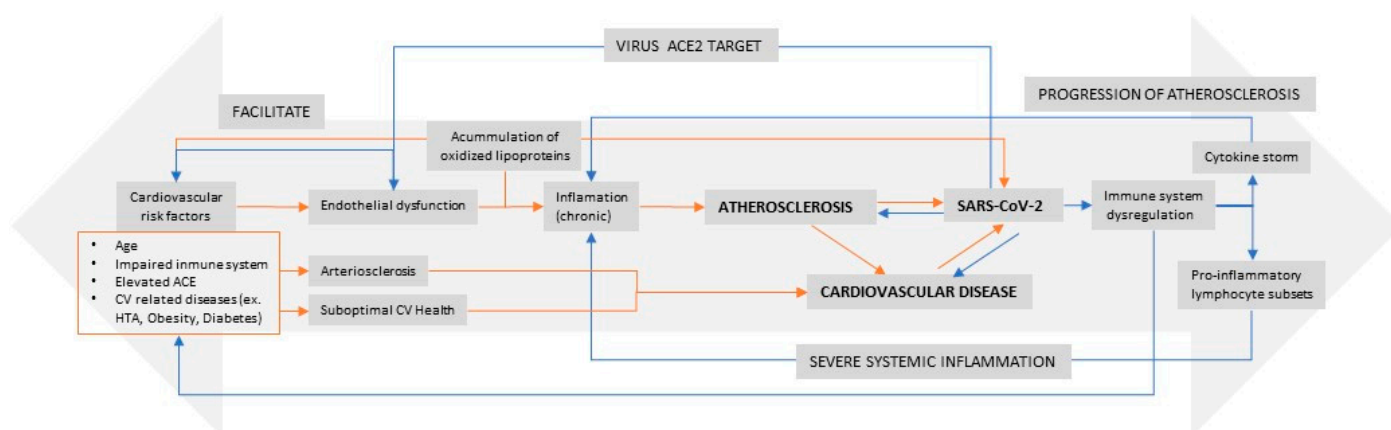 VIRUS ACE2 TARGET
PROGRESSION OF ATHEROSCLEROSIS
FACILITATE
Acummulation of
oxidized lipoproteins
Cytokine storm
Cardiovascular
risk factors
Endothelial dysfunction
Inflamation
(chronic)
ATHEROSCLEROSIS
SARS-CoV-2
Immune system
dysregulation
• Age
• Impaired inmune system
• Elevated ACE
• CV related diseases (ex.
HTA, Obesity, Diabetes)
Arteriosclerosis
Suboptimal CV Health
CARDIOVASCULAR DISEASE
Pro-inflammatory
lymphocyte subsets
SEVERE SYSTEMIC INFLAMMATION